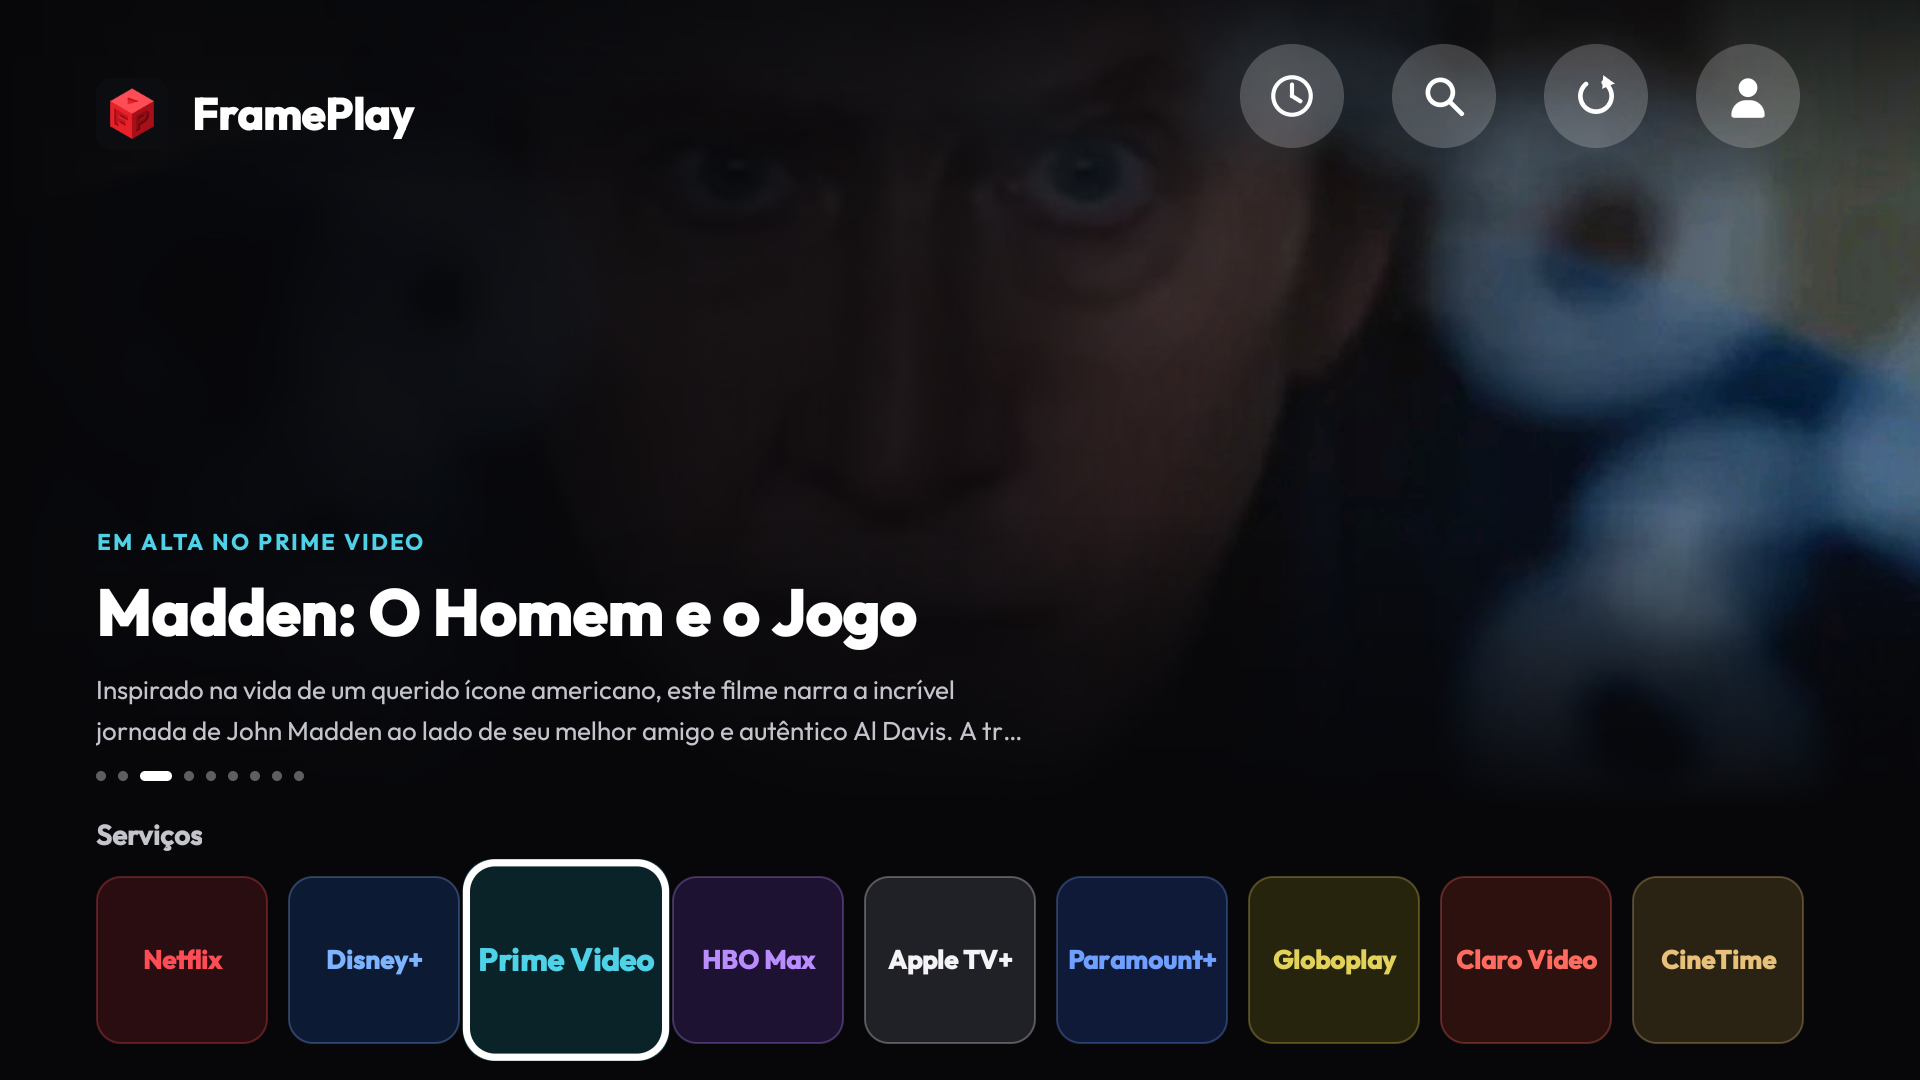 FramePlay
EM ALTA NO PRIME VIDEO
Madden: O Homem e o Jogo
Inspirado na vida de um querido ícone americano, este filme narra a incrível
jornada de John Madden ao lado de seu melhor amigo e autêntico Al Davis. A tr...
Serviços
Netflix
Disney+
Prime Video
HBO Max
Apple TV+
Paramount+
Globoplay
Claro Video
CineTime